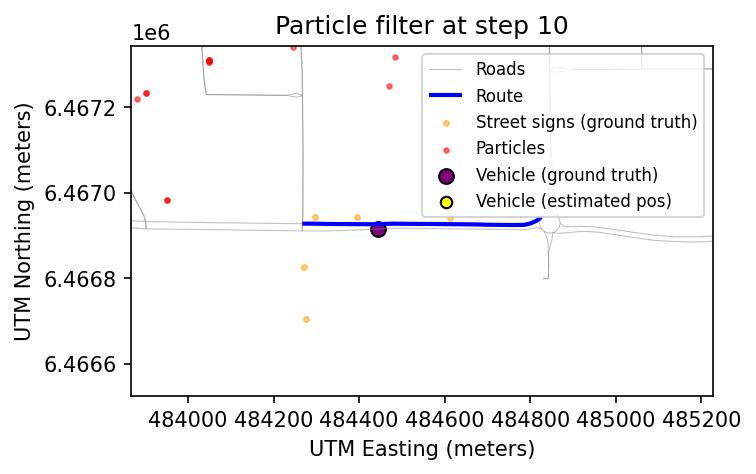 Particle filter at step 10
1e6
6.4672
6.4670
6.4668
6.4666
UTM Northing (meters)
Roads
Route
Street signs (ground truth)
Particles
Vehicle (ground truth)
Vehicle (estimated pos)
484000 484200 484400 484600 484800 485000 485200
UTM Easting (meters)